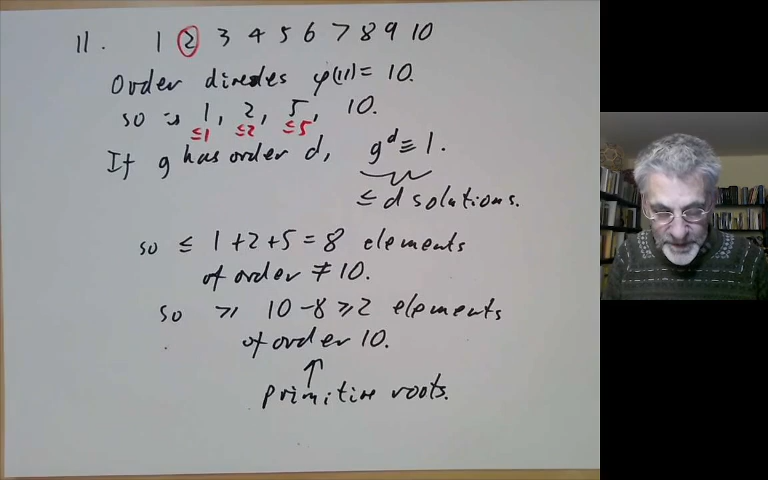 11. 1 2 3 4 5 6 7 8 9 10
Order divides φ(11) = 10.
so is 1, 2, 5, 10.
≤1 ≤2 ≤5
If g has order d, g^d ≡ 1.
≤ d solutions.
so ≤ 1+2+5 = 8 elements
of order ≠ 10.
so ≥ 10 - 8 ≥ 2 elements
of order 10.
↑
primitive roots.